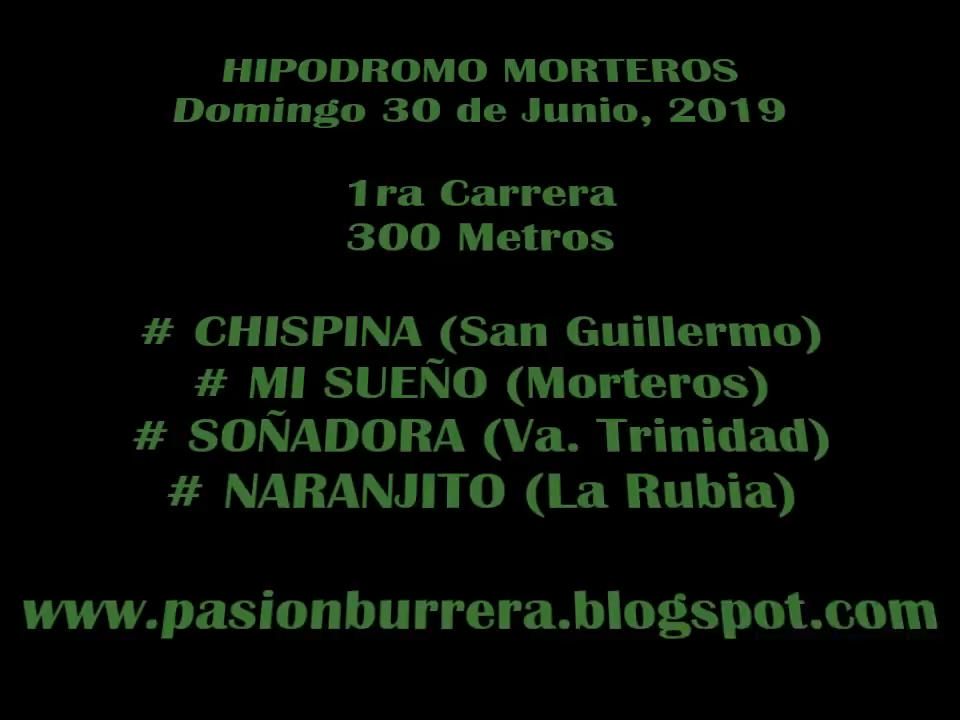 HIPODROMO MORTEROS
Domingo 30 de Junio, 2019
1ra Carrera
300 Metros
# CHISPINA (San Guillermo)
# MI SUEÑO (Morteros)
# SOÑADORA (Va. Trinidad)
# NARANJITO (La Rubia)
www.pasionburrera.blogspot.com